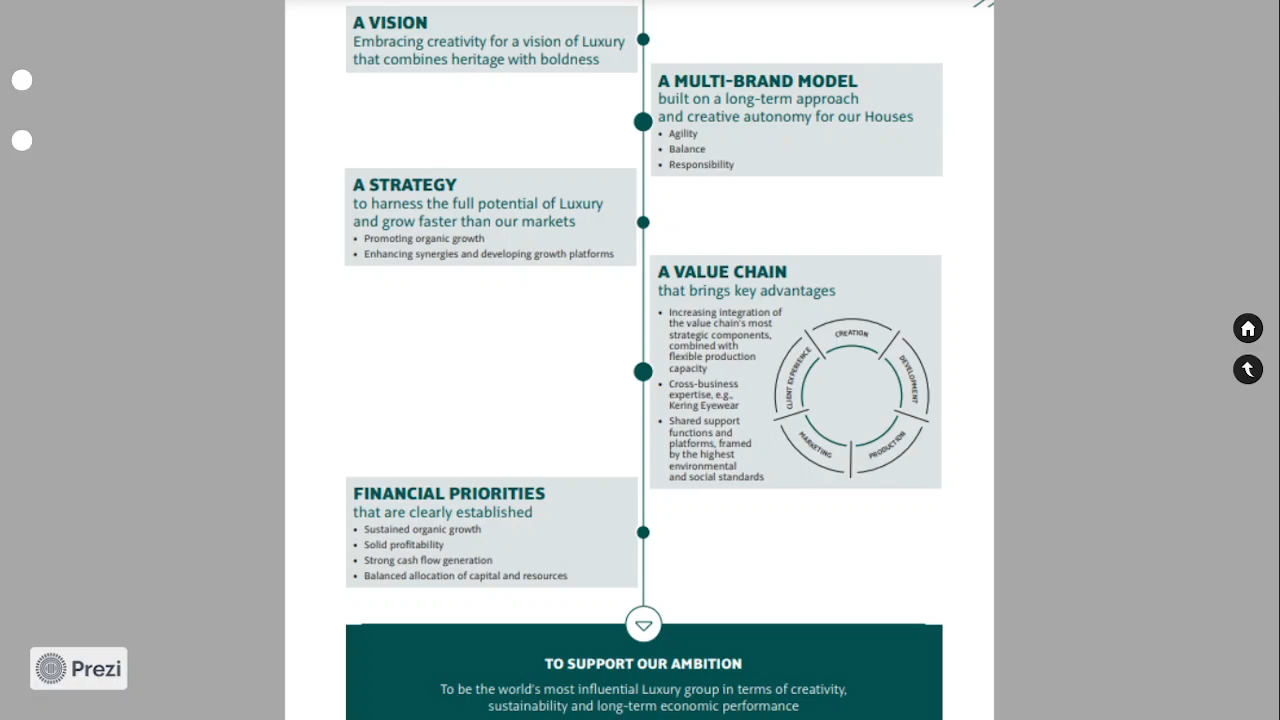 A VISION
Embracing creativity for a vision of Luxury
that combines heritage with boldness
A MULTI-BRAND MODEL
built on a long-term approach
and creative autonomy for our Houses
• Agility
• Balance
• Responsibility
A STRATEGY
to harness the full potential of Luxury
and grow faster than our markets
• Promoting organic growth
• Enhancing synergies and developing growth platforms
A VALUE CHAIN
that brings key advantages
• Increasing integration of
the value chain's most
strategic components,
combined with
flexible production
capacity
• Cross-business
expertise, e.g.,
Kering Eyewear
• Shared support
functions and
platforms, framed
by the highest
environmental
and social standards
CREATION
DEVELOPMENT
PRODUCTION
MARKETING
CLIENT EXPERIENCE
FINANCIAL PRIORITIES
that are clearly established
• Sustained organic growth
• Solid profitability
• Strong cash flow generation
• Balanced allocation of capital and resources
TO SUPPORT OUR AMBITION
To be the world's most influential Luxury group in terms of creativity,
sustainability and long-term economic performance
Prezi